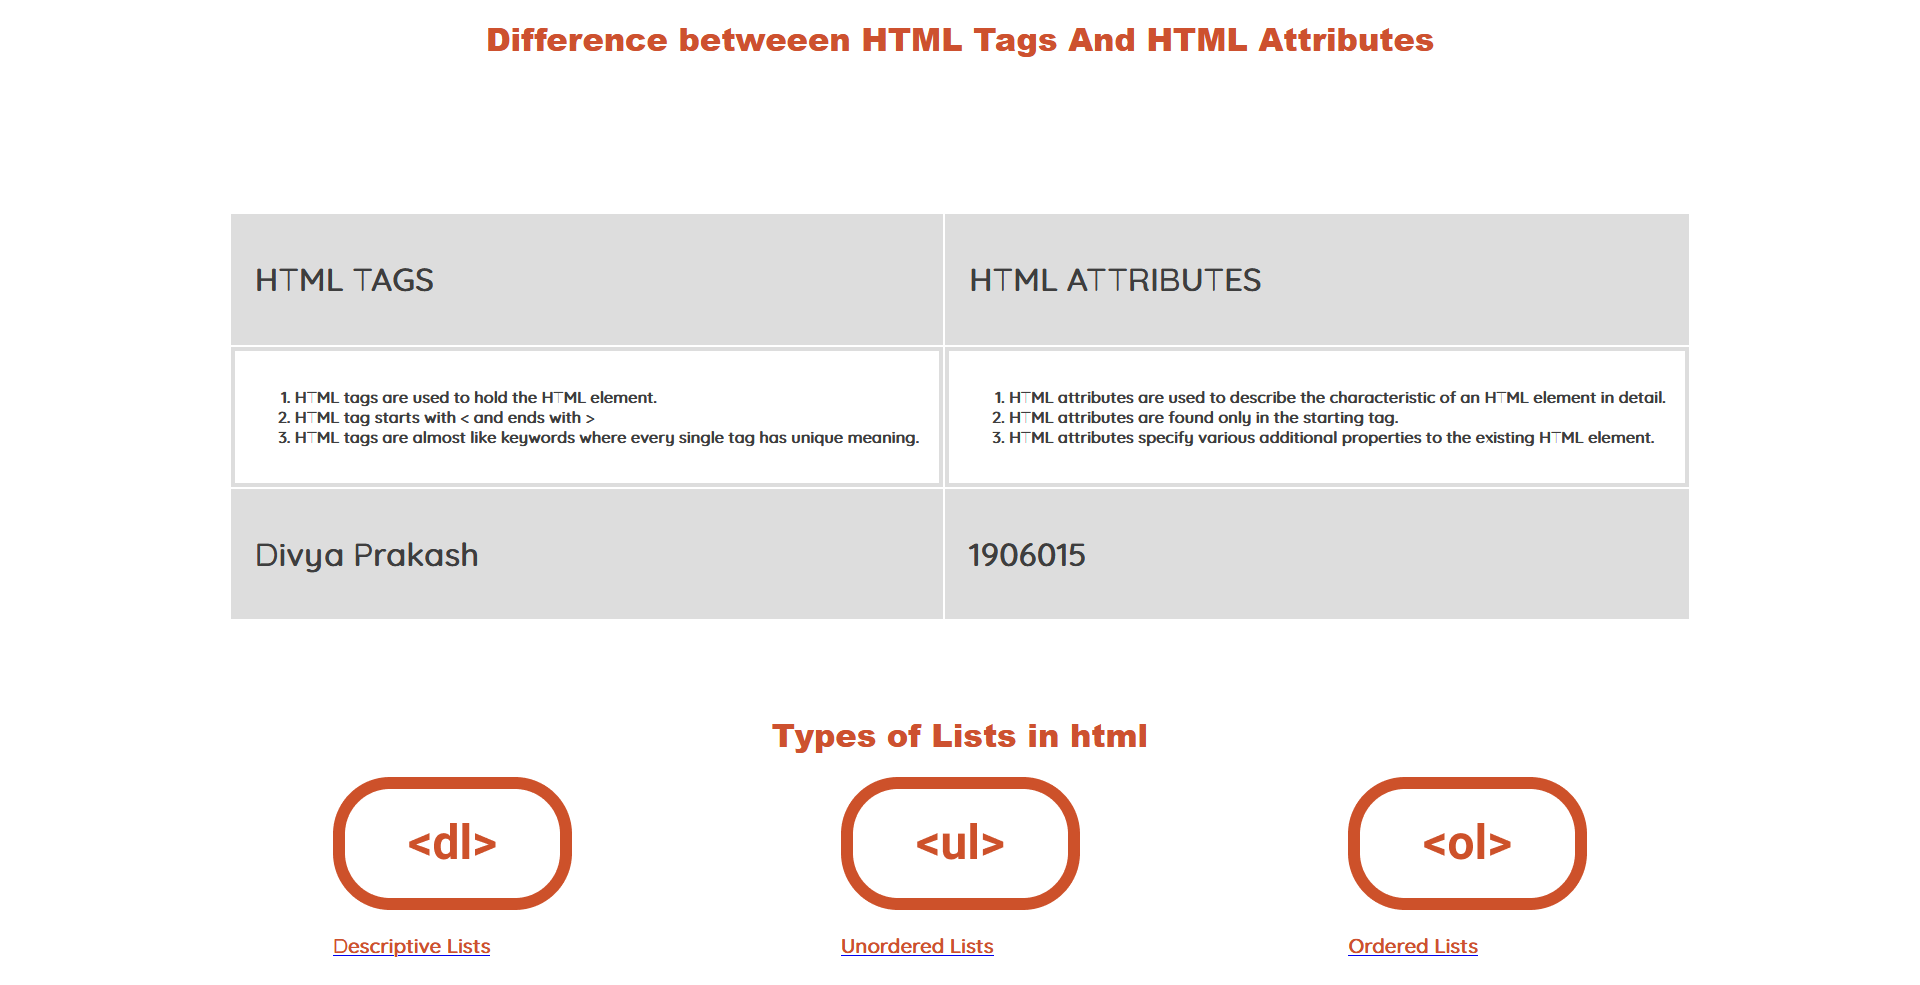 Difference betweeen HTML Tags And HTML Attributes
HTML TAGS
HTML ATTRIBUTES
1. HTML tags are used to hold the HTML element.
2. HTML tag starts with < and ends with >
3. HTML tags are almost like keywords where every single tag has unique meaning.
1. HTML attributes are used to describe the characteristic of an HTML element in detail.
2. HTML attributes are found only in the starting tag.
3. HTML attributes specify various additional properties to the existing HTML element.
Divya Prakash
1906015
Types of Lists in html
<dl>
<ul>
<ol>
Descriptive Lists
Unordered Lists
Ordered Lists